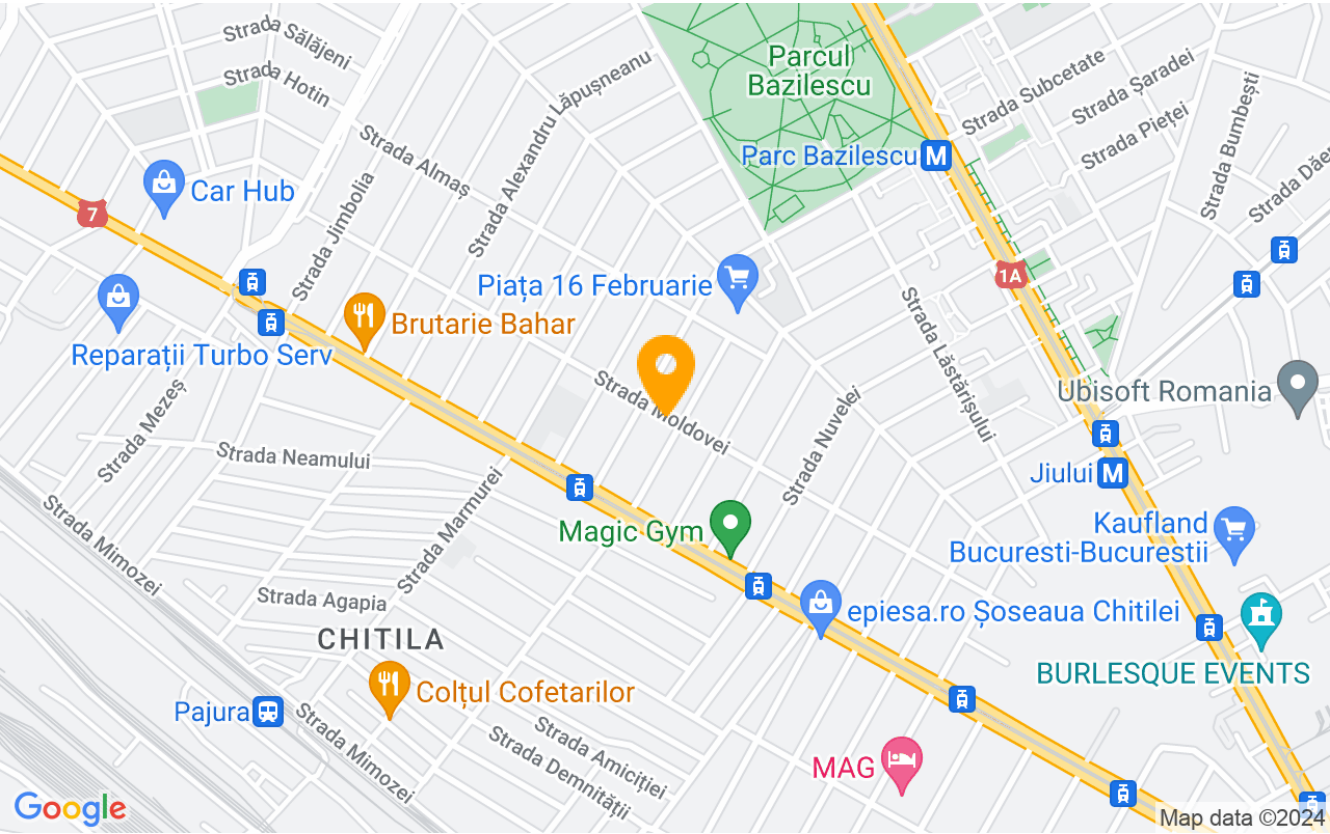 Strada Sălăjeni
Strada Hotin
Parcul
Bazilescu
Strada Subcetate
Strada Șaradei
Strada Pieței
Strada Bumbești
Strada Alexandru Lăpușneanu
Strada Almaș
Parc Bazilescu
M
Car Hub
7
Strada Jimbolia
1A
Piața 16 Februarie
Brutarie Bahar
Reparații Turbo Serv
Strada Lăstărișului
Ubisoft Romania
Strada Moldovei
Strada Mezeș
Strada Nuvelei
Strada Neamului
Jiului
M
Strada Marmurei
Strada Mimozei
Magic Gym
Kaufland
Bucuresti-Bucurestii
Strada Agapia
epiesa.ro Șoseaua Chitilei
CHITILA
BURLESQUE EVENTS
Colțul Cofetarilor
Pajura
Strada Mimozei
Strada Amiciției
Strada Demnității
MAG
Google
Map data ©2024